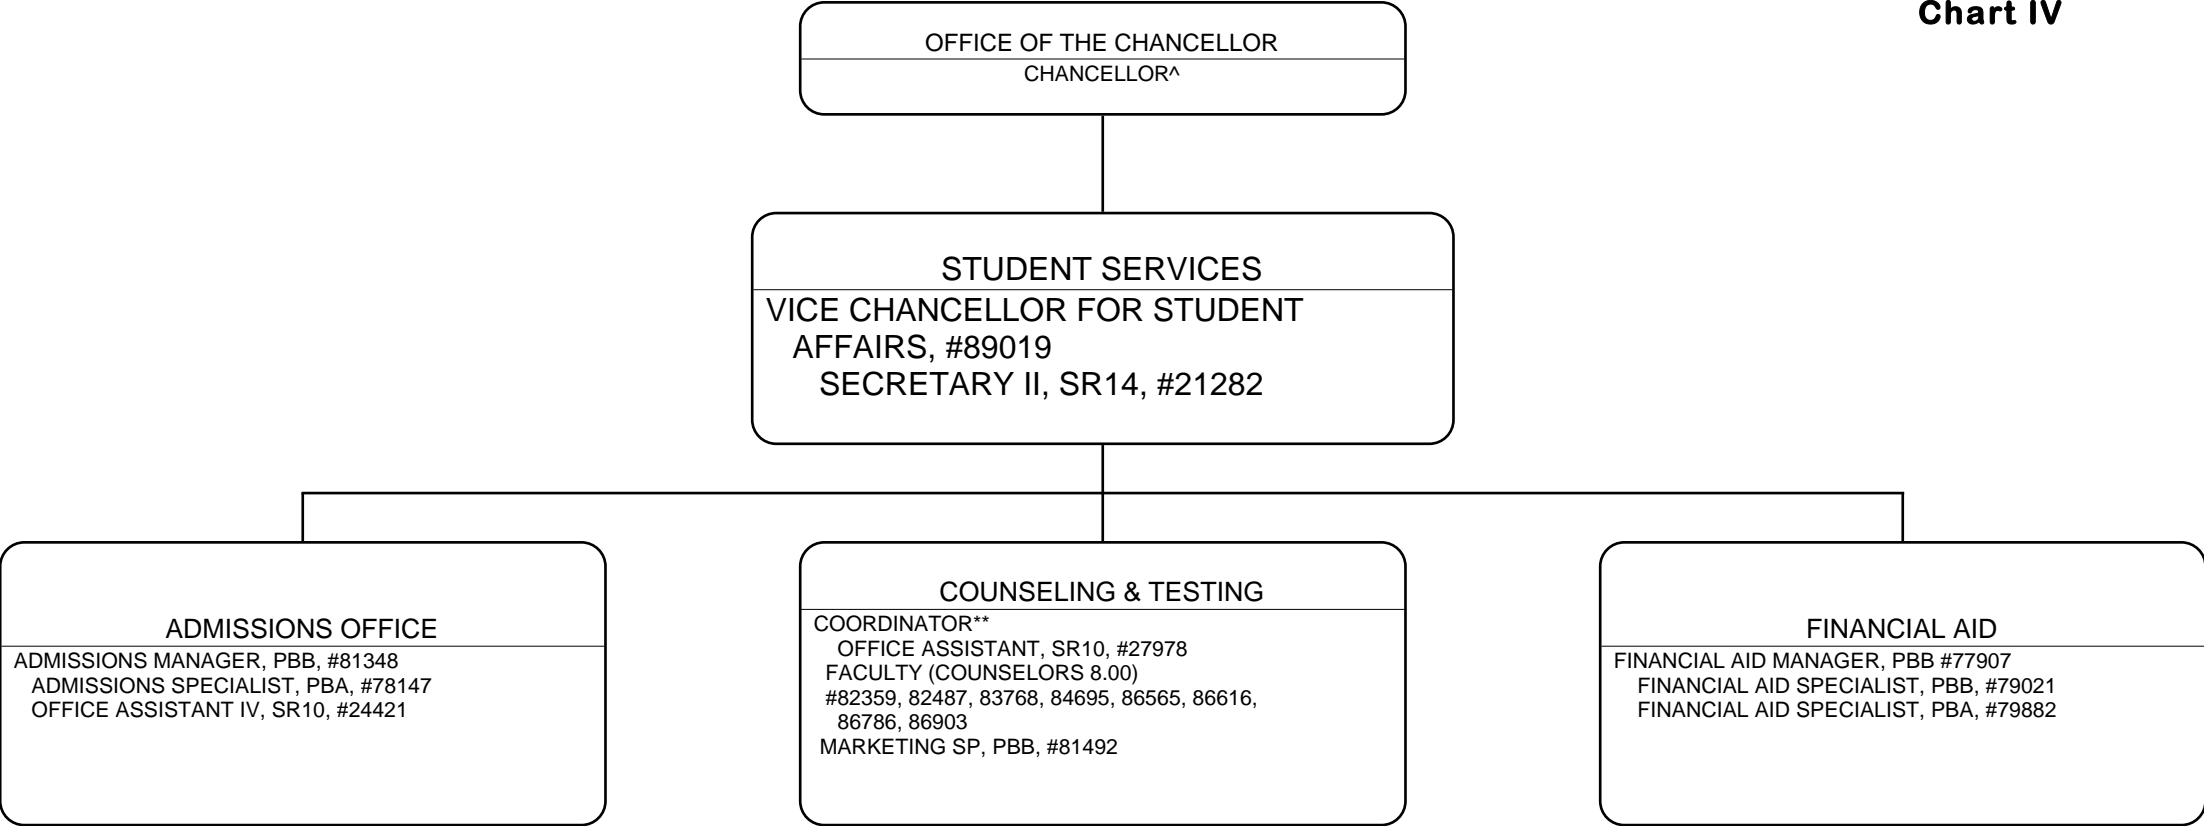 Chart IV
OFFICE OF THE CHANCELLOR
CHANCELLOR^
STUDENT SERVICES
VICE CHANCELLOR FOR STUDENT
AFFAIRS, #89019
SECRETARY II, SR14, #21282
ADMISSIONS OFFICE
ADMISSIONS MANAGER, PBB, #81348
ADMISSIONS SPECIALIST, PBA, #78147
OFFICE ASSISTANT IV, SR10, #24421
COUNSELING & TESTING
COORDINATOR**
OFFICE ASSISTANT, SR10, #27978
FACULTY (COUNSELORS 8.00)
#82359, 82487, 83768, 84695, 86565, 86616,
86786, 86903
MARKETING SP, PBB, #81492
FINANCIAL AID
FINANCIAL AID MANAGER, PBB #77907
FINANCIAL AID SPECIALIST, PBB, #79021
FINANCIAL AID SPECIALIST, PBA, #79882